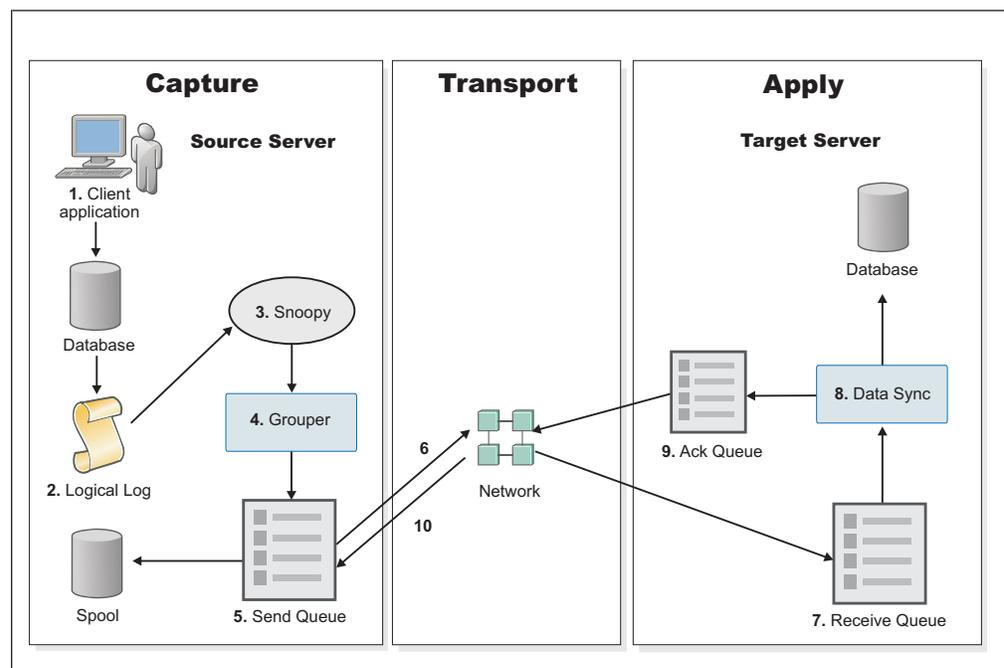 Capture
Source Server
1. Client
application
Database
3. Snoopy
4. Grouper
2. Logical Log
Spool
5. Send Queue
Transport
6
10
Network
Apply
Target Server
Database
8. Data Sync
9. Ack Queue
7. Receive Queue